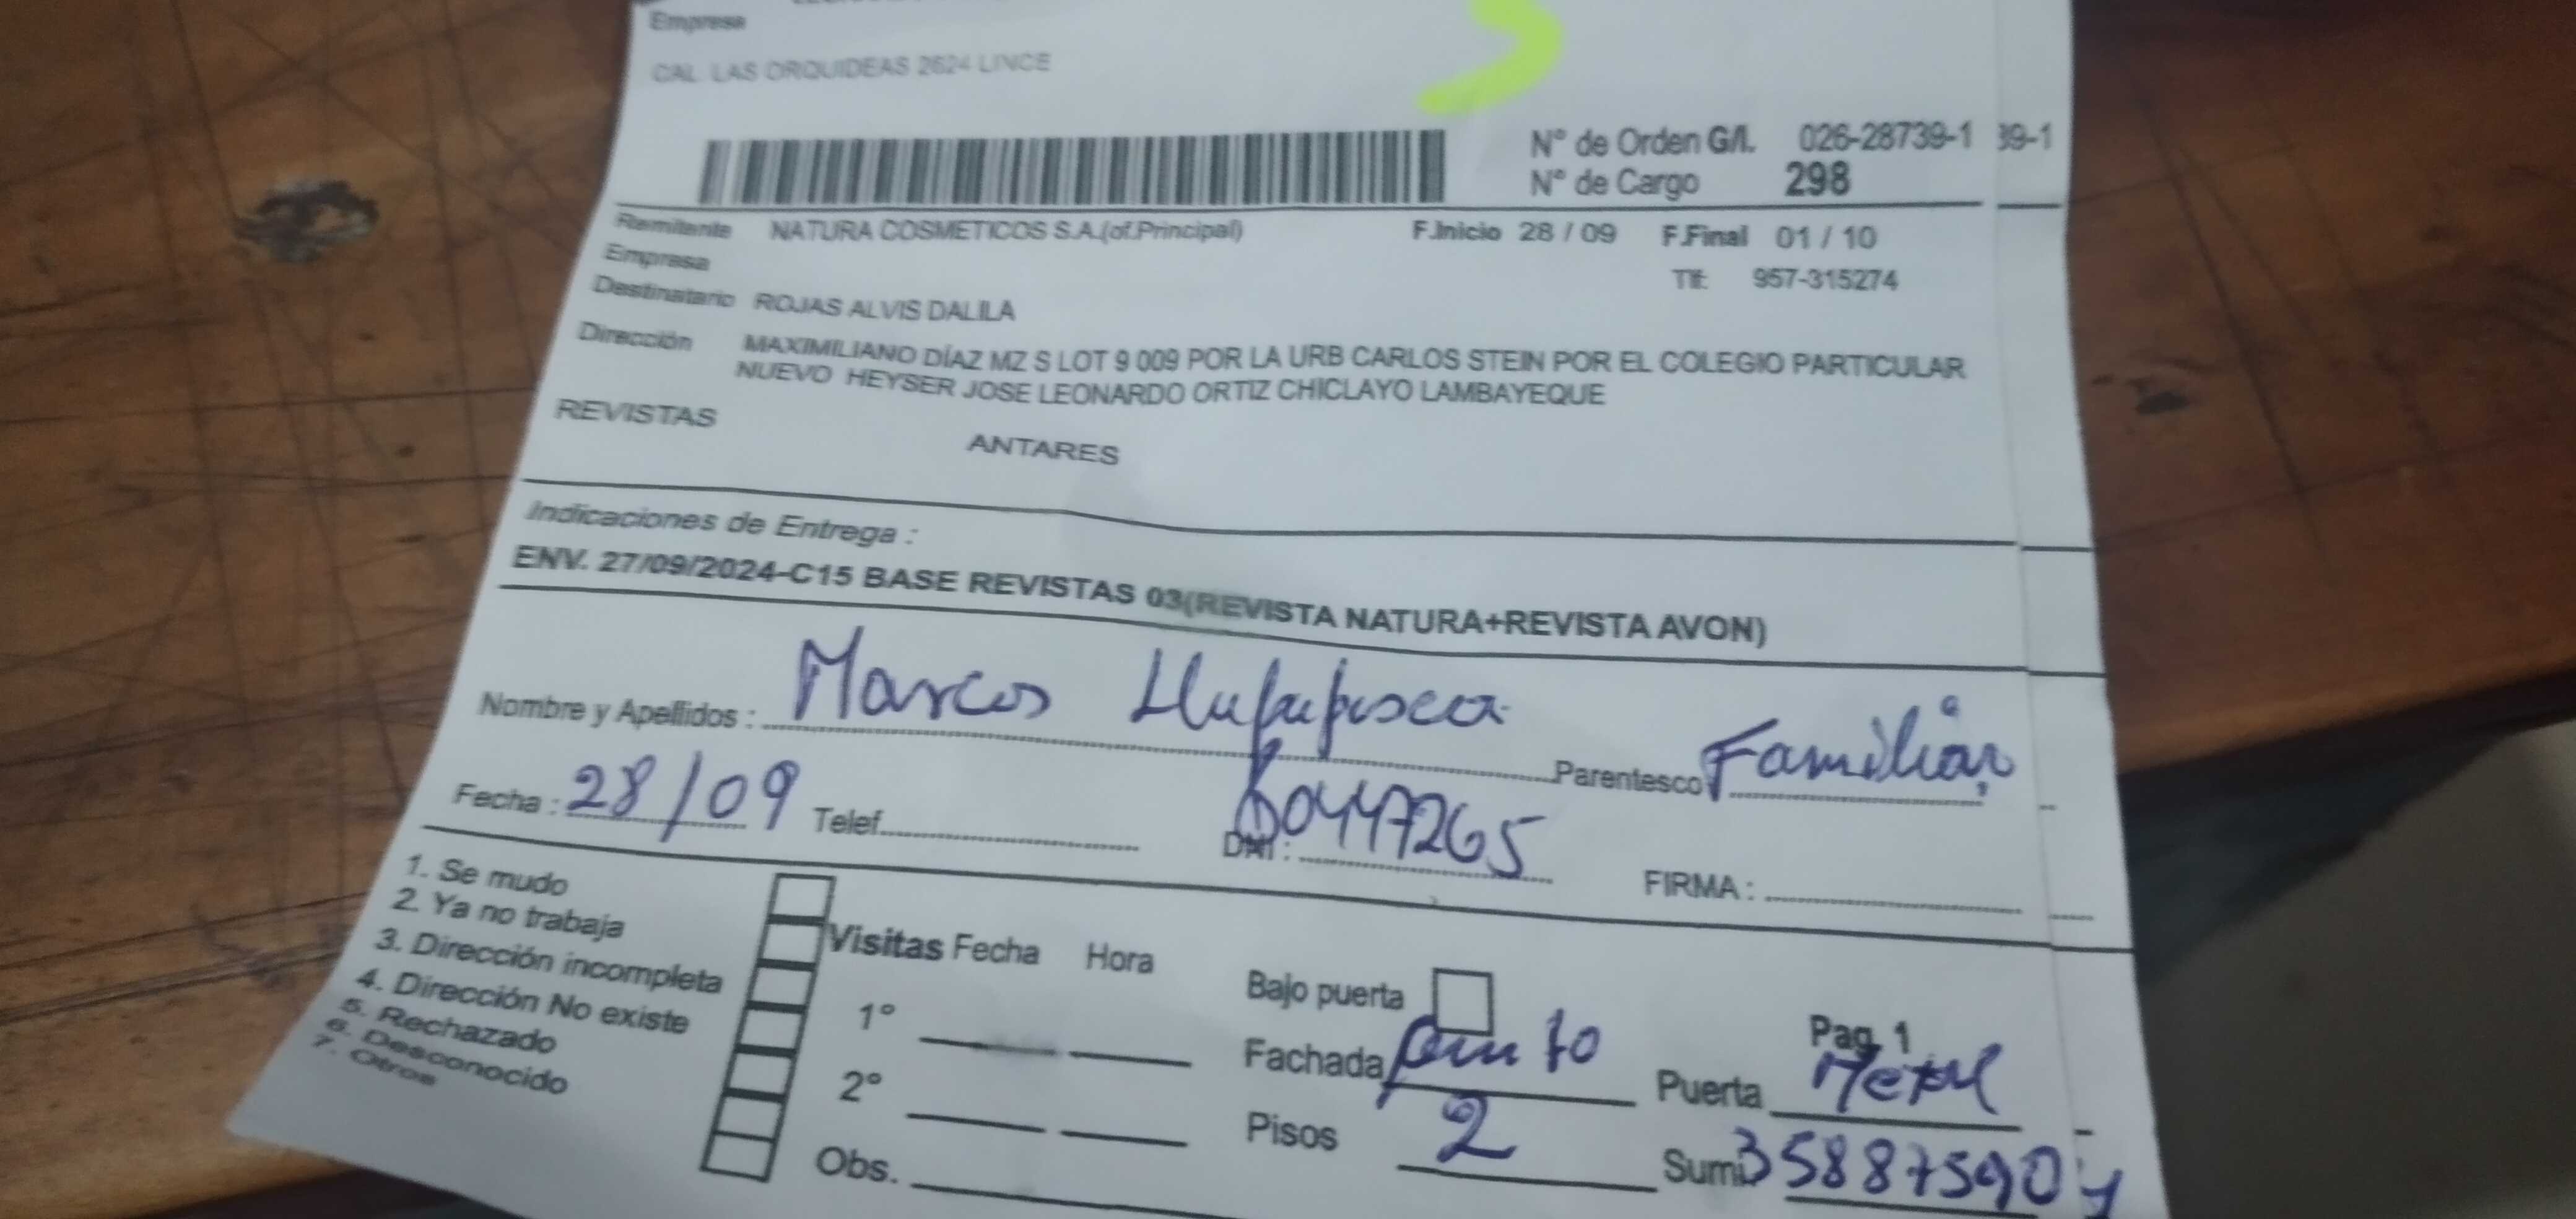 Empresa
CAL. LAS ORQUIDEAS 2624 LINCE
N° de Orden G/I. 026-28739-1 39-1
N° de Cargo 298
Remitente NATURA COSMETICOS S.A.(of.Principal) F.Inicio 28 / 09 F.Final 01 / 10
Empresa Tlf: 957-315274
Destinatario ROJAS ALVIS DALILA
Dirección MAXIMILIANO DÍAZ MZ S LOT 9 009 POR LA URB CARLOS STEIN POR EL COLEGIO PARTICULAR
NUEVO HEYSER JOSE LEONARDO ORTIZ CHICLAYO LAMBAYEQUE
REVISTAS ANTARES
Indicaciones de Entrega :
ENV. 27/09/2024-C15 BASE REVISTAS 03(REVISTA NATURA+REVISTA AVON)
Nombre y Apellidos : Marcos Parentesco Familiar
Fecha : 28/09 Telef. DNI : 80447265 FIRMA :
1. Se mudo
2. Ya no trabaja
3. Dirección incompleta
4. Dirección No existe
5. Rechazado
6. Desconocido
7. Otros
Visitas Fecha Hora
1°
2°
Obs.
Bajo puerta Pag. 1
Fachada Puerta Metal
Pisos 2 Sumi 358875904